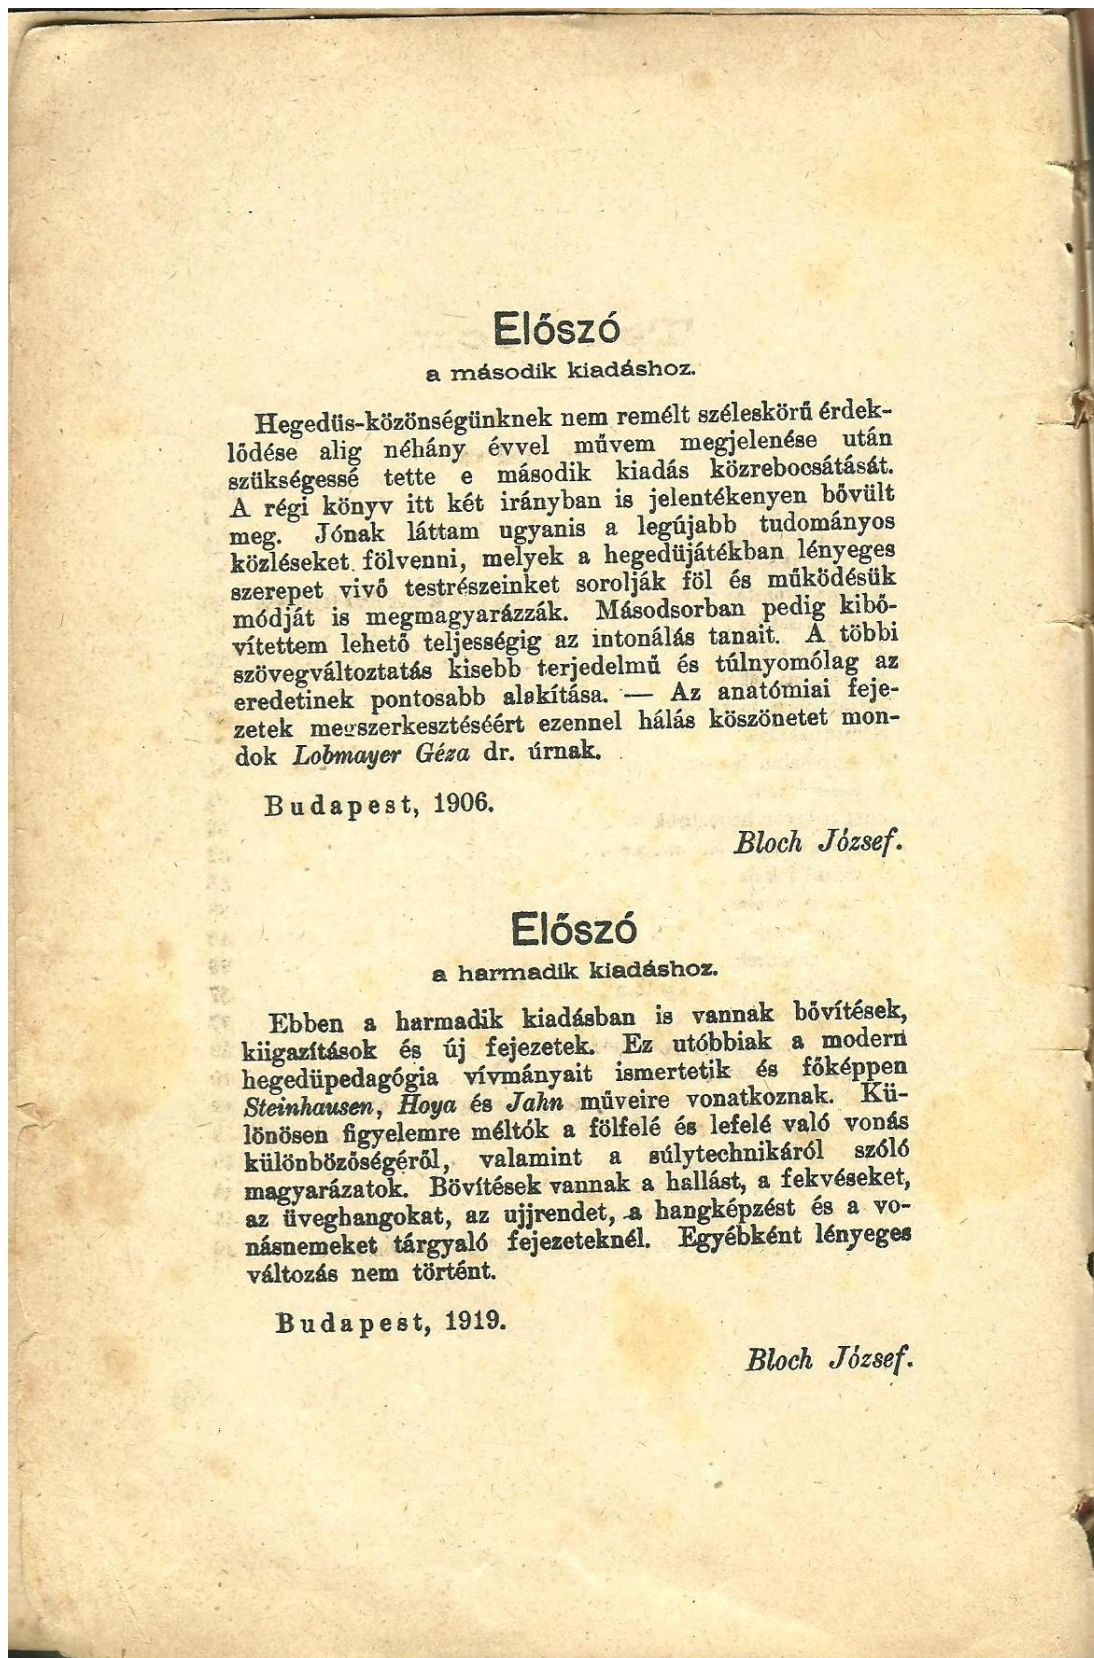 Előszó
a második kiadáshoz.
Hegedüs-közönségünknek nem remélt széleskörű érdek-
lődése alig néhány évvel művem megjelenése után
szükségessé tette e második kiadás közrebocsátását.
A régi könyv itt két irányban is jelentékenyen bővült
meg. Jónak láttam ugyanis a legújabb tudományos
közléseket fölvenni, melyek a hegedüjátékban lényeges
szerepet vivő testrészeinket sorolják föl és működésük
módját is megmagyarázzák. Másodsorban pedig kibő-
vítettem lehető teljességig az intonálás tanait. A többi
szövegváltoztatás kisebb terjedelmű és túlnyomólag az
eredetinek pontosabb alakítása. — Az anatómiai feje-
zetek megszerkesztéséért ezennel hálás köszönetet mon-
dok Lobmayer Géza dr. úrnak.
Budapest, 1906.
Bloch József.
Előszó
a harmadik kiadáshoz.
Ebben a harmadik kiadásban is vannak bővítések,
kiigazítások és új fejezetek. Ez utóbbiak a modern
hegedüpedagógia vívmányait ismertetik és főképpen
Steinhausen, Hoya és Jahn műveire vonatkoznak. Kü-
lönösen figyelemre méltók a fölfelé és lefelé való vonás
különbözőségéről, valamint a súlytechnikáról szóló
magyarázatok. Bövítések vannak a hallást, a fekvéseket,
az üveghangokat, az ujjrendet, a hangképzést és a vo-
násnemeket tárgyaló fejezeteknél. Egyébként lényeges
változás nem történt.
Budapest, 1919.
Bloch József.